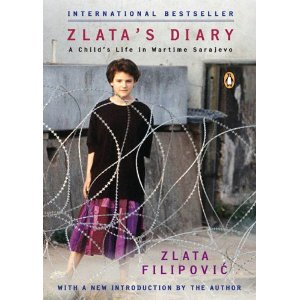 INTERNATIONAL BESTSELLER
ZLATA'S DIARY
A Child's Life in Wartime Sarajevo
ZLATA
FILIPOVIĆ
WITH A NEW INTRODUCTION BY THE AUTHOR